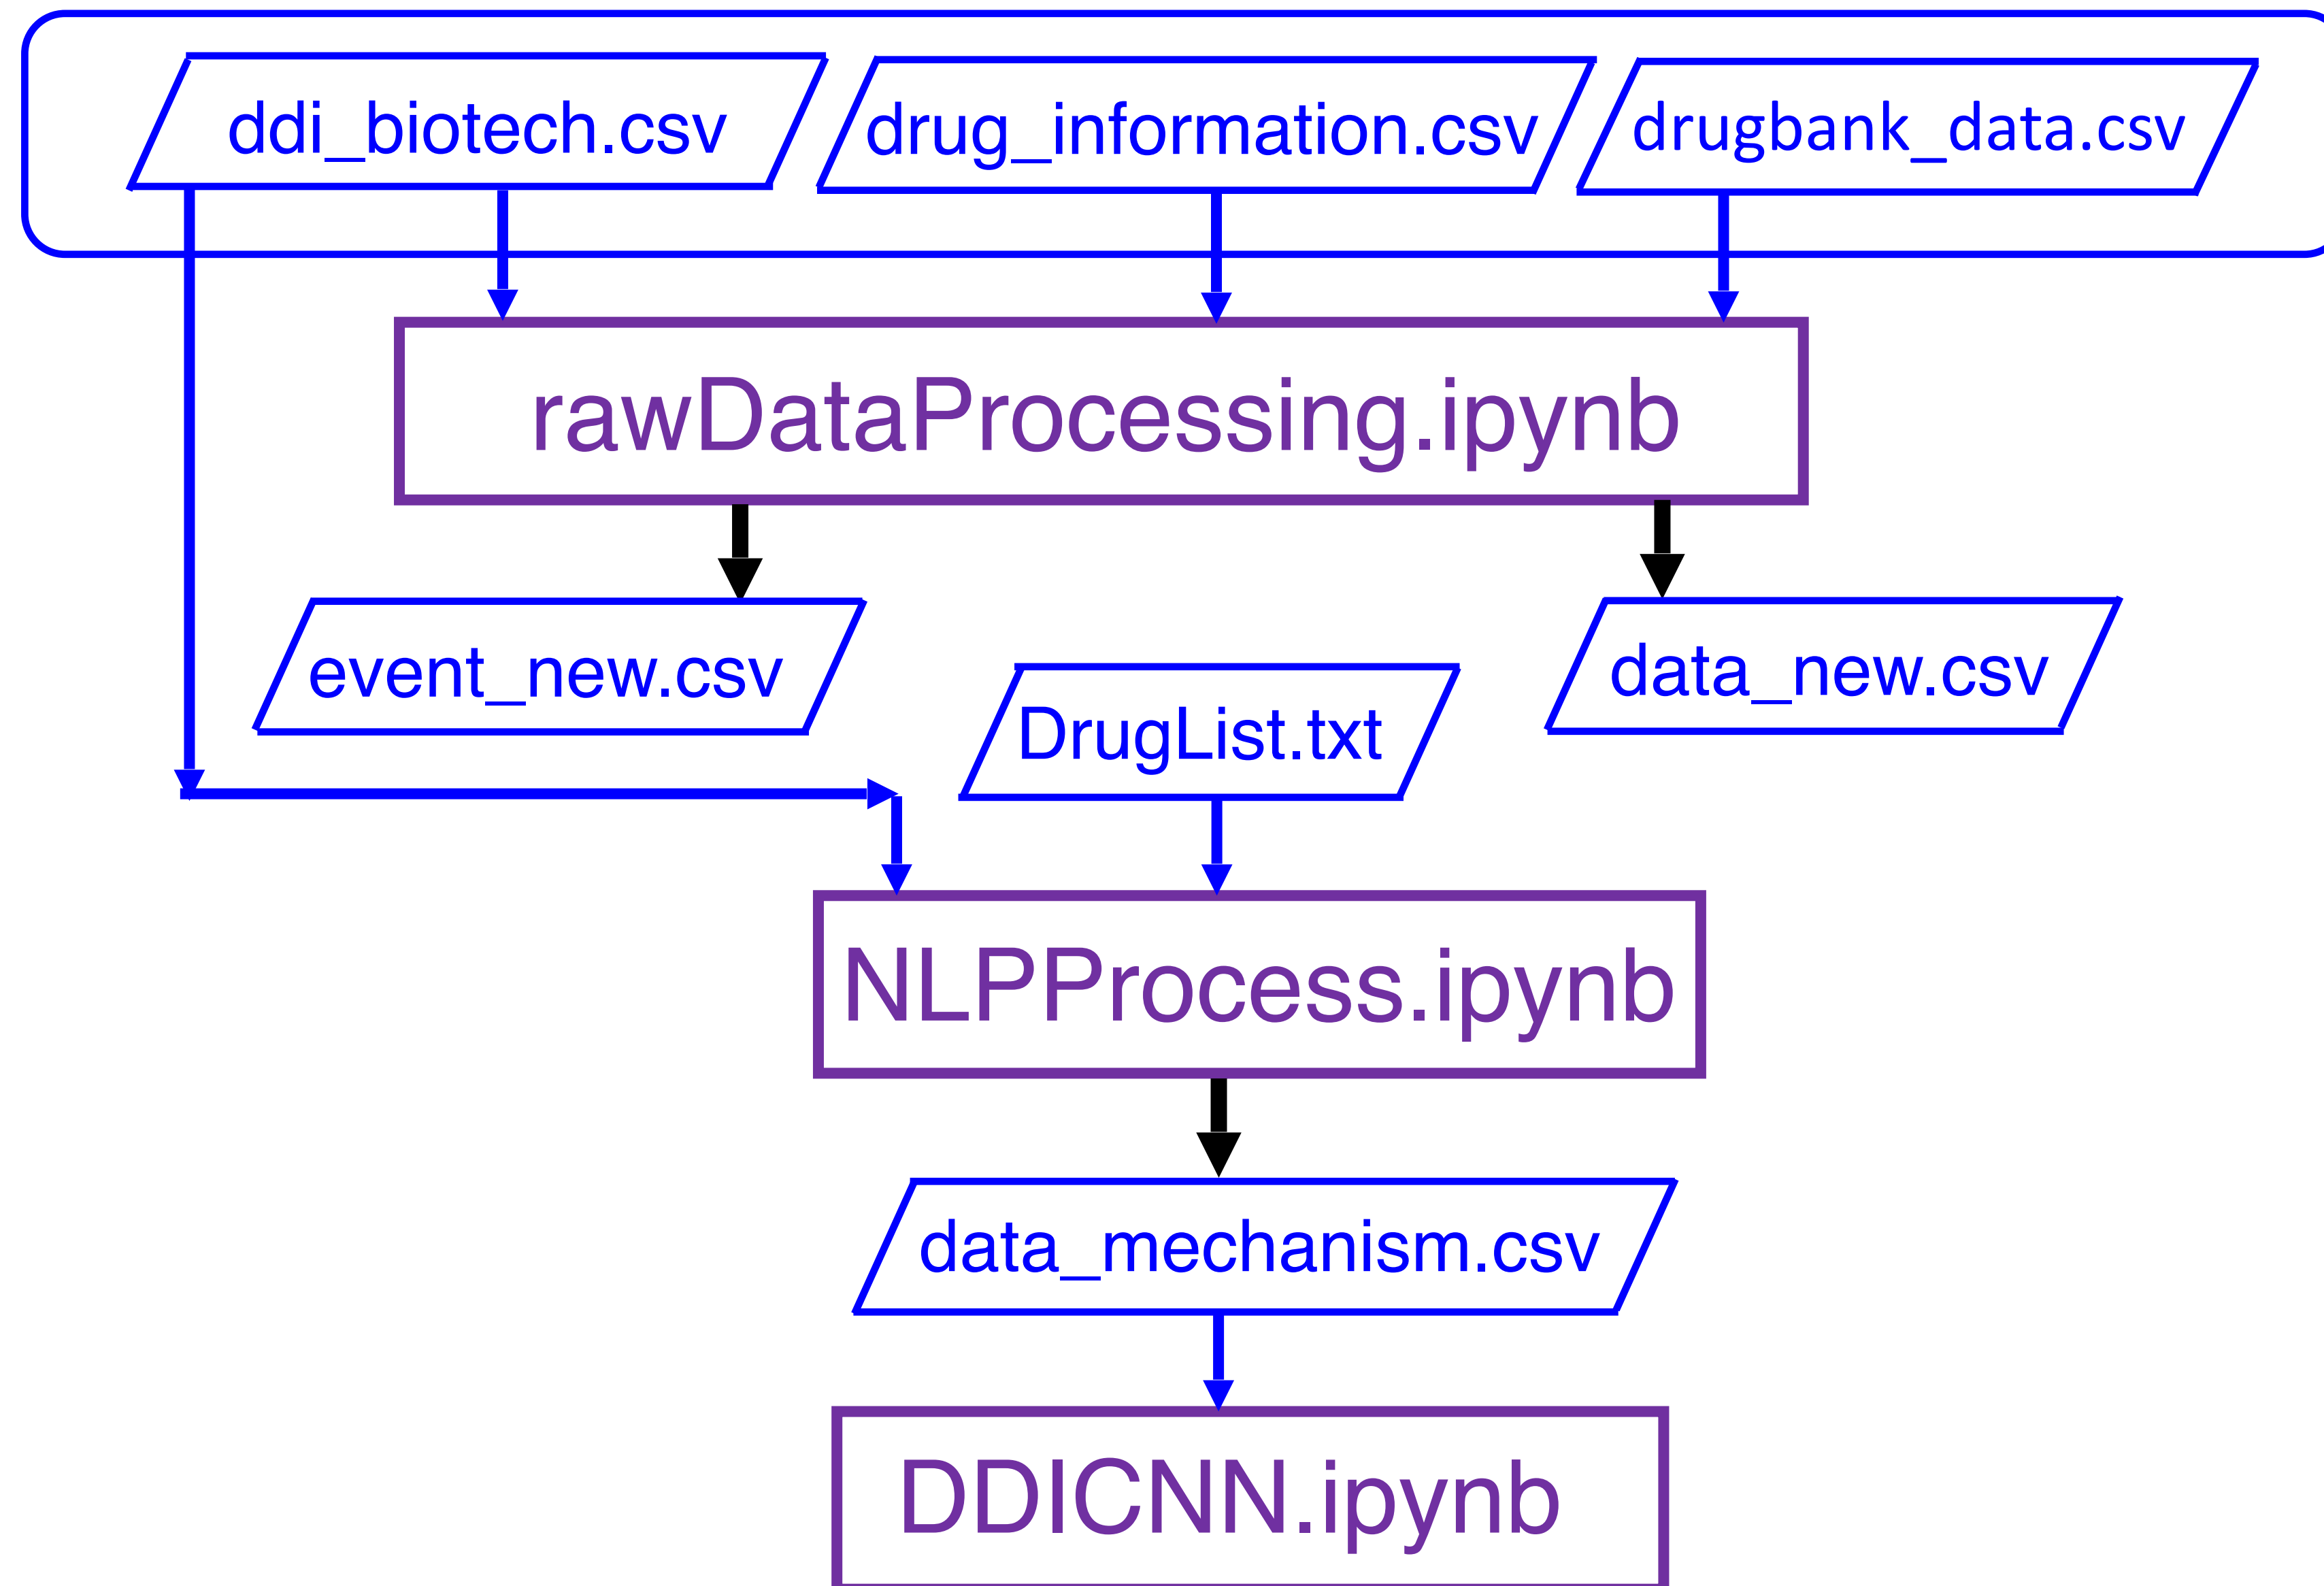 ddi_biotech.csv
drug_information.csv
drugbank_data.csv
rawDataProcessing.ipynb
event_new.csv
data_new.csv
DrugList.txt
NLPProcess.ipynb
data_mechanism.csv
DDICNN.ipynb